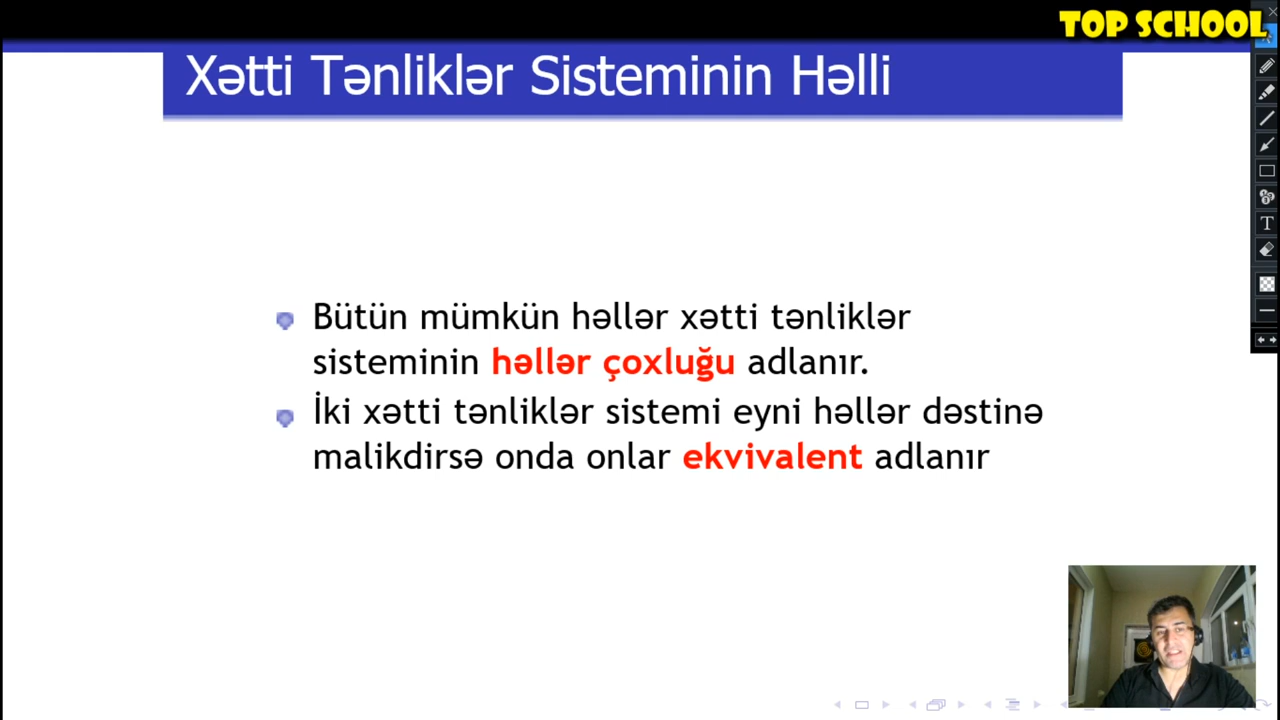 TOP SCHOOL
Xətti Tənliklər Sisteminin Həlli
Bütün mümkün həllər xətti tənliklər
sisteminin həllər çoxluğu adlanır.
İki xətti tənliklər sistemi eyni həllər dəstinə
malikdirsə onda onlar ekvivalent adlanır
T